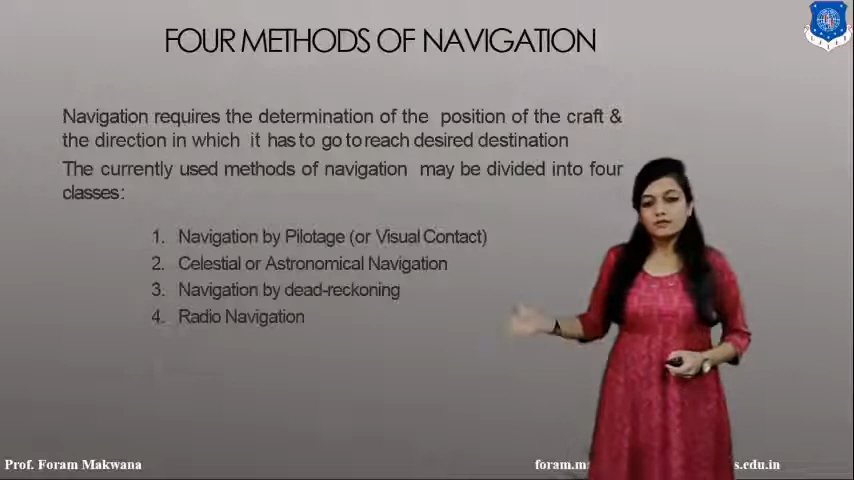 FOUR METHODS OF NAVIGATION
Navigation requires the determination of the position of the craft &
the direction in which it has to go to reach desired destination
The currently used methods of navigation may be divided into four
classes:
1. Navigation by Pilotage (or Visual Contact)
2. Celestial or Astronomical Navigation
3. Navigation by dead-reckoning
4. Radio Navigation
Prof. Foram Makwana
foram.m s.edu.in